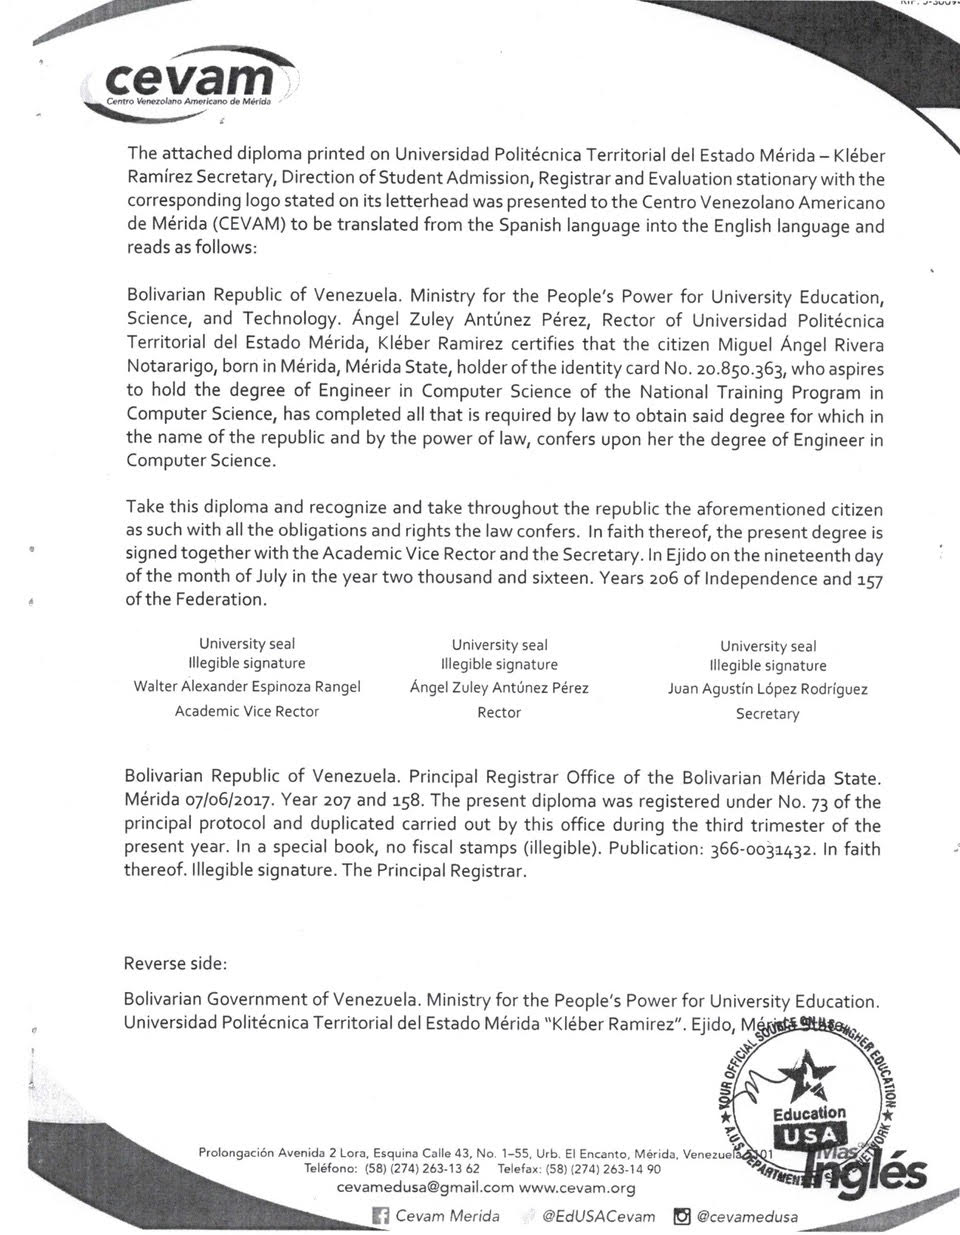 cevam
Centro Venezolano Americano de Mérida
The attached diploma printed on Universidad Politécnica Territorial del Estado Mérida – Kléber
Ramírez Secretary, Direction of Student Admission, Registrar and Evaluation stationary with the
corresponding logo stated on its letterhead was presented to the Centro Venezolano Americano
de Mérida (CEVAM) to be translated from the Spanish language into the English language and
reads as follows:
Bolivarian Republic of Venezuela. Ministry for the People's Power for University Education,
Science, and Technology. Ángel Zuley Antúnez Pérez, Rector of Universidad Politécnica
Territorial del Estado Mérida, Kléber Ramirez certifies that the citizen Miguel Ángel Rivera
Notararigo, born in Mérida, Mérida State, holder of the identity card No. 20.850.363, who aspires
to hold the degree of Engineer in Computer Science of the National Training Program in
Computer Science, has completed all that is required by law to obtain said degree for which in
the name of the republic and by the power of law, confers upon her the degree of Engineer in
Computer Science.
Take this diploma and recognize and take throughout the republic the aforementioned citizen
as such with all the obligations and rights the law confers. In faith thereof, the present degree is
signed together with the Academic Vice Rector and the Secretary. In Ejido on the nineteenth day
of the month of July in the year two thousand and sixteen. Years 206 of Independence and 157
of the Federation.
University seal University seal University seal
Illegible signature Illegible signature Illegible signature
Walter Alexander Espinoza Rangel Ángel Zuley Antúnez Pérez Juan Agustín López Rodríguez
Academic Vice Rector Rector Secretary
Bolivarian Republic of Venezuela. Principal Registrar Office of the Bolivarian Mérida State.
Mérida 07/06/2017. Year 207 and 158. The present diploma was registered under No. 73 of the
principal protocol and duplicated carried out by this office during the third trimester of the
present year. In a special book, no fiscal stamps (illegible). Publication: 366-0031432. In faith
thereof. Illegible signature. The Principal Registrar.
Reverse side:
Bolivarian Government of Venezuela. Ministry for the People's Power for University Education.
Universidad Politécnica Territorial del Estado Mérida "Kléber Ramirez". Ejido,
YOUR OFFICIAL SOURCE ON U.S. HIGHER EDUCATION
Education
USA
A U.S. DEPARTMENT NETWORK
Más
Inglés
Prolongación Avenida 2 Lora, Esquina Calle 43, No. 1–55, Urb. El Encanto, Mérida, Venezuela
Teléfono: (58) (274) 263-13 62 Telefax: (58) (274) 263-14 90
cevamedusa@gmail.com www.cevam.org
Cevam Merida @EdUSACevam @cevamedusa